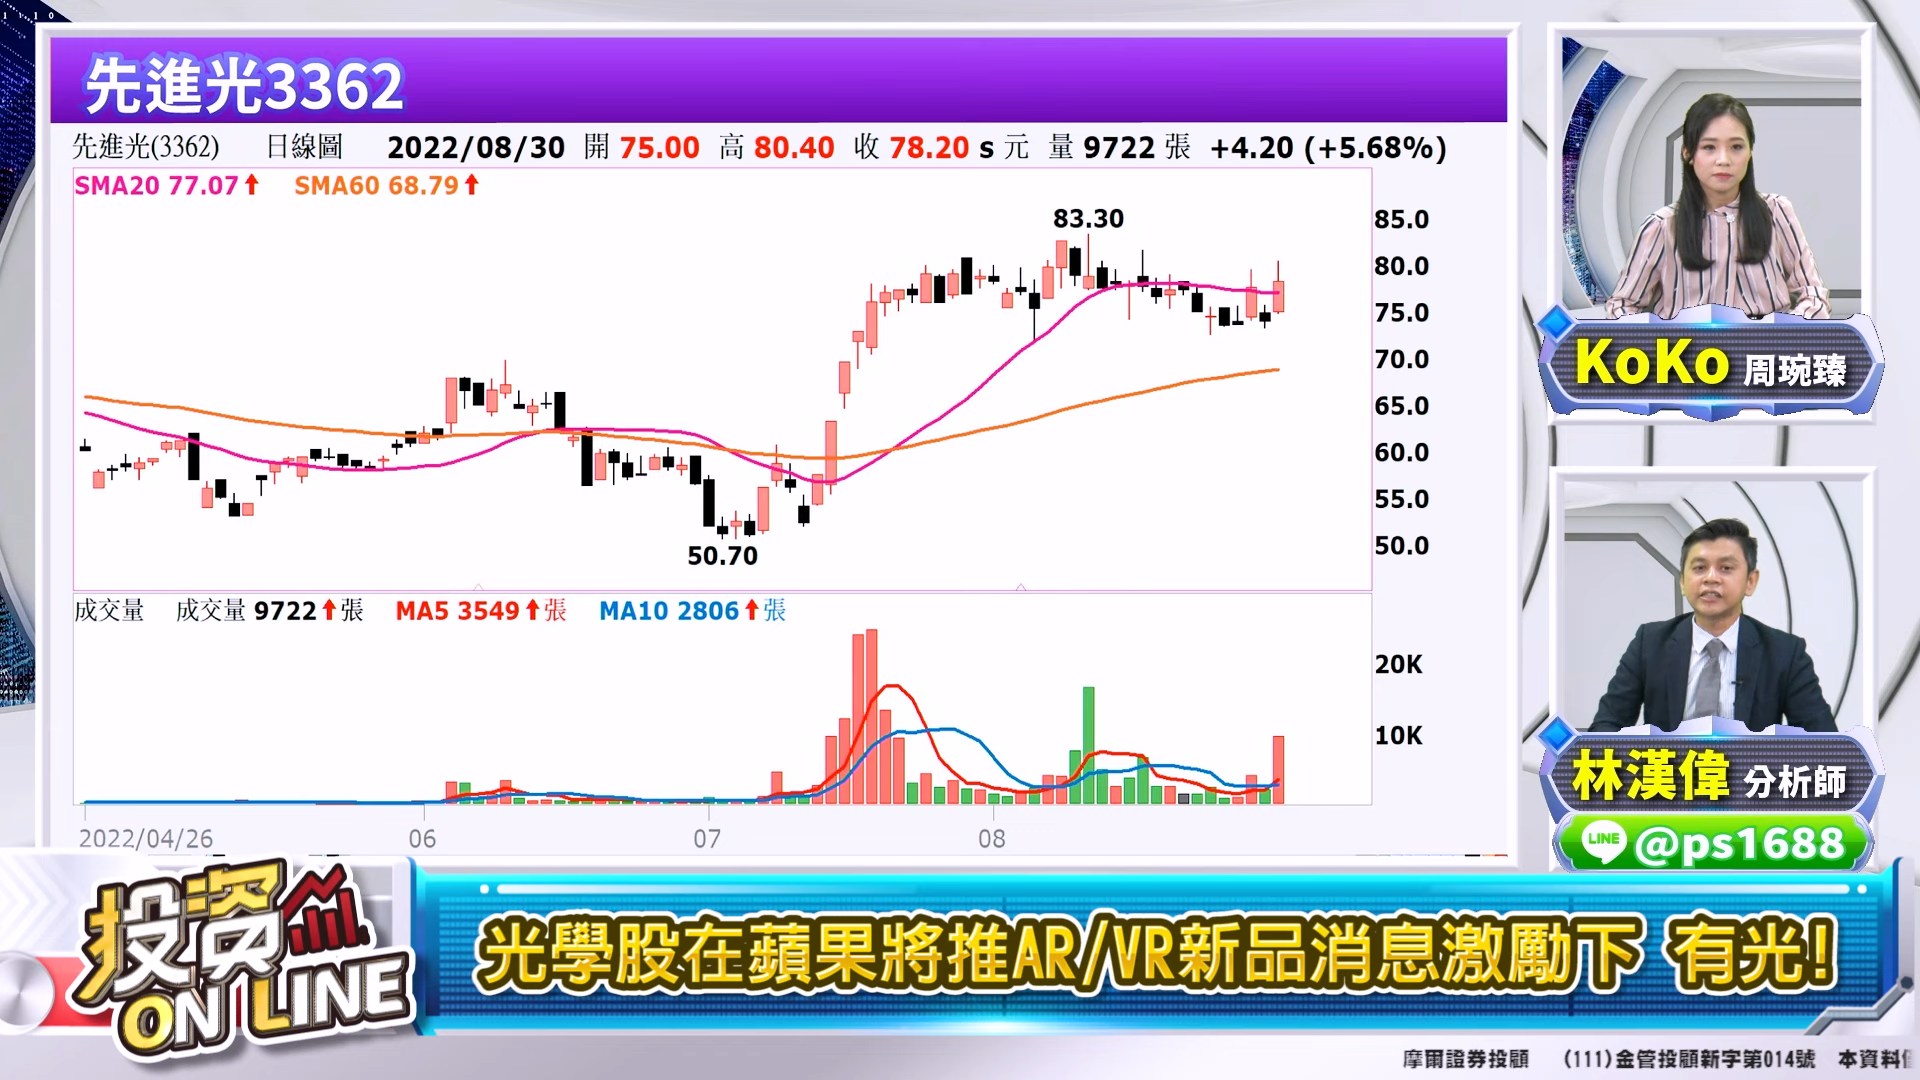 先進光3362
先進光(3362) 日線圖 2022/08/30 開 75.00 高 80.40 收 78.20 s 元 量 9722 張 +4.20 (+5.68%)
SMA20 77.07↑ SMA60 68.79↑
83.30
50.70
85.0
80.0
75.0
70.0
65.0
60.0
55.0
50.0
成交量 成交量 9722↑張 MA5 3549↑張 MA10 2806↑張
20K
10K
2022/04/26 06 07 08
KoKo 周琬臻
林漢偉 分析師
LINE @ps1688
投資
ON LINE
光學股在蘋果將推AR/VR新品消息激勵下 有光!
摩爾證券投顧 (111)金管投顧新字第014號 本資料